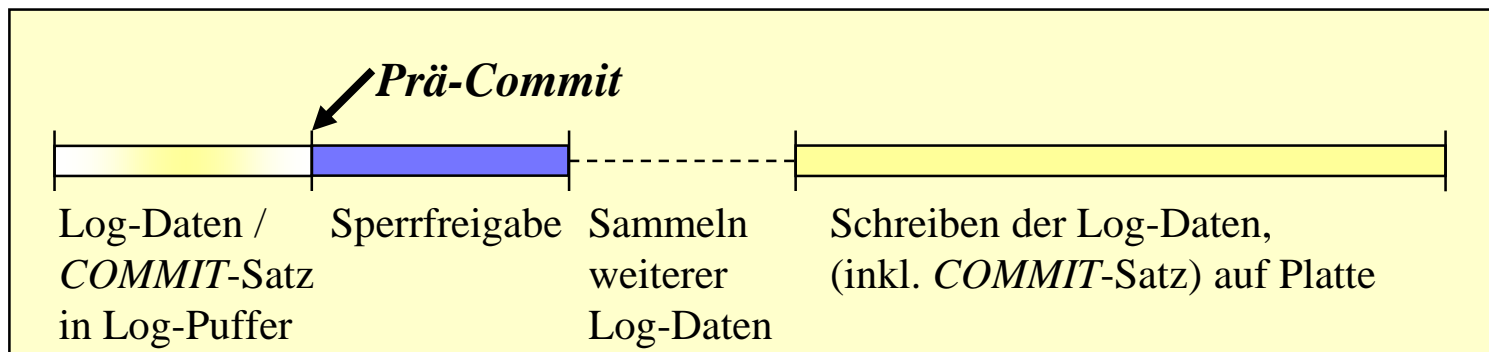 Prä-Commit
Log-Daten /
COMMIT-Satz
in Log-Puffer
Sperrfreigabe
Sammeln
weiterer
Log-Daten
Schreiben der Log-Daten,
(inkl. COMMIT-Satz) auf Platte